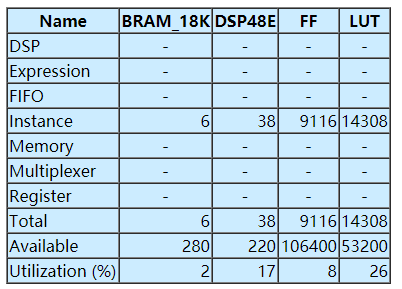 Name BRAM_18K DSP48E FF LUT
DSP - - - -
Expression - - - -
FIFO - - - -
Instance 6 38 9116 14308
Memory - - - -
Multiplexer - - - -
Register - - - -
Total 6 38 9116 14308
Available 280 220 106400 53200
Utilization (%) 2 17 8 26